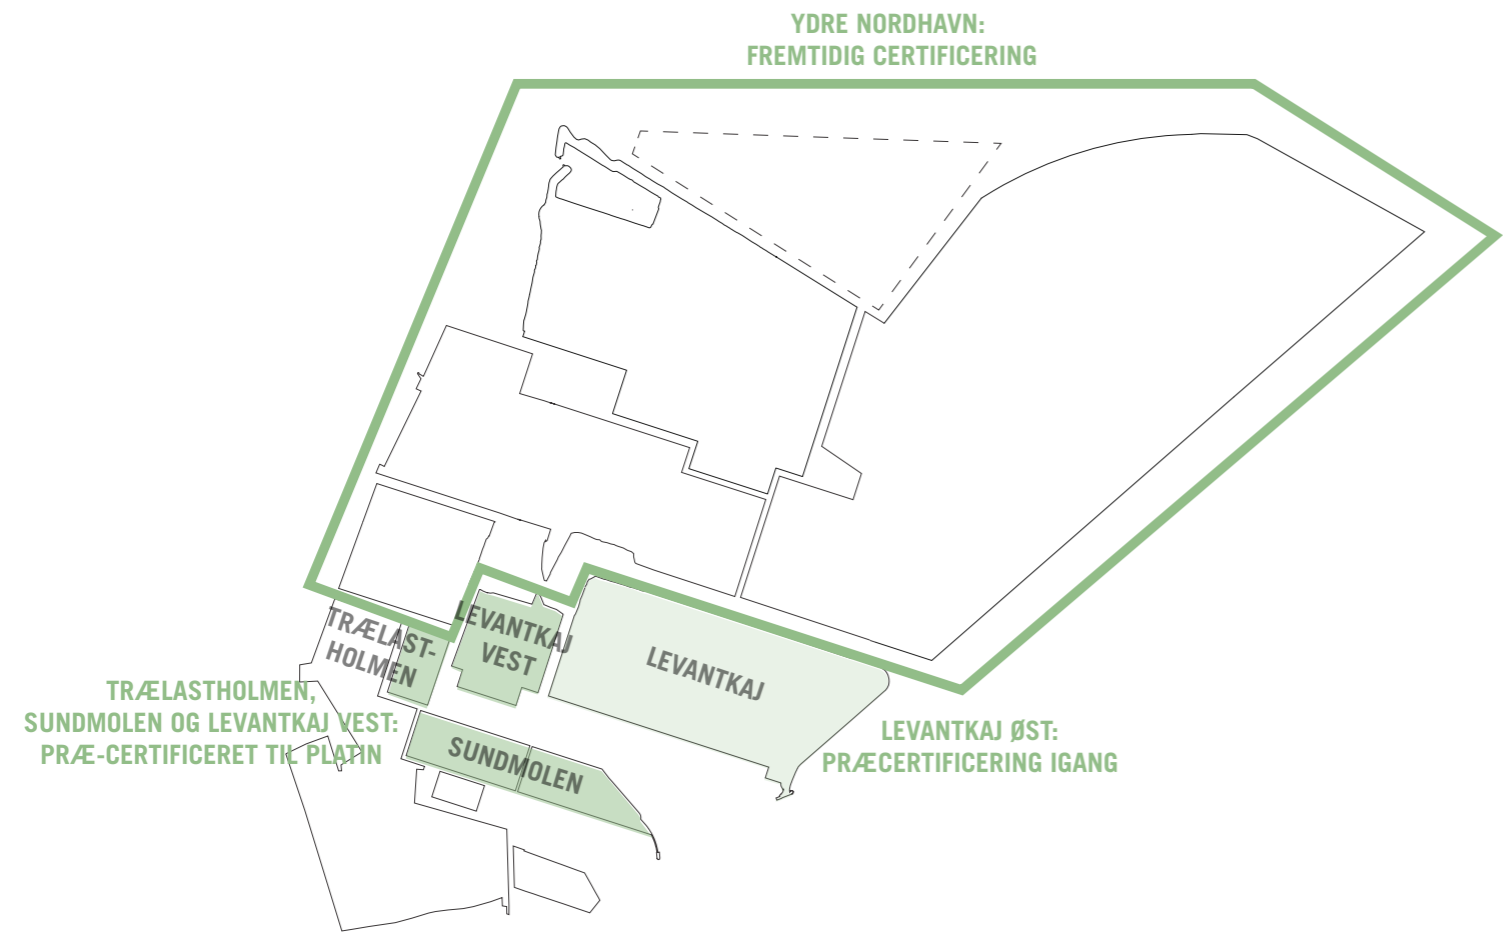 YDRE NORDHAVN:
FREMTIDIG CERTIFICERING
TRÆLAST-
HOLMEN
LEVANTKAJ
VEST
LEVANTKAJ
TRÆLASTHOLMEN,
SUNDMOLEN OG LEVANTKAJ VEST:
PRÆ-CERTIFICERET TIL PLATIN
SUNDMOLEN
LEVANTKAJ ØST:
PRÆCERTIFICERING IGANG